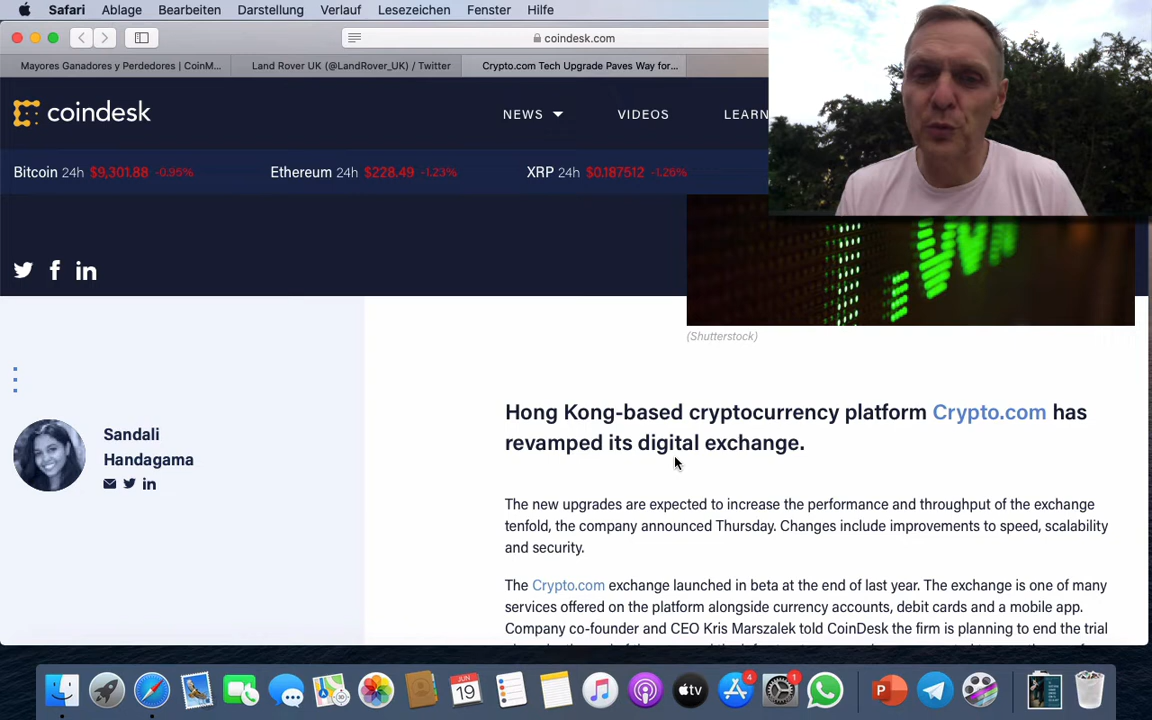 Safari Ablage Bearbeiten Darstellung Verlauf Lesezeichen Fenster Hilfe
coindesk.com
Mayores Ganadores y Perdedores | CoinM...
Land Rover UK (@LandRover_UK) / Twitter
Crypto.com Tech Upgrade Paves Way for...
coindesk
NEWS
VIDEOS
LEARN
Bitcoin 24h $9,301.88 -0.95%
Ethereum 24h $228.49 -1.23%
XRP 24h $0.187512 -1.26%
(Shutterstock)
Sandali
Handagama
Hong Kong-based cryptocurrency platform Crypto.com has
revamped its digital exchange.
The new upgrades are expected to increase the performance and throughput of the exchange
tenfold, the company announced Thursday. Changes include improvements to speed, scalability
and security.
The Crypto.com exchange launched in beta at the end of last year. The exchange is one of many
services offered on the platform alongside currency accounts, debit cards and a mobile app.
Company co-founder and CEO Kris Marszalek told CoinDesk the firm is planning to end the trial
JUN
19
tv
4
1